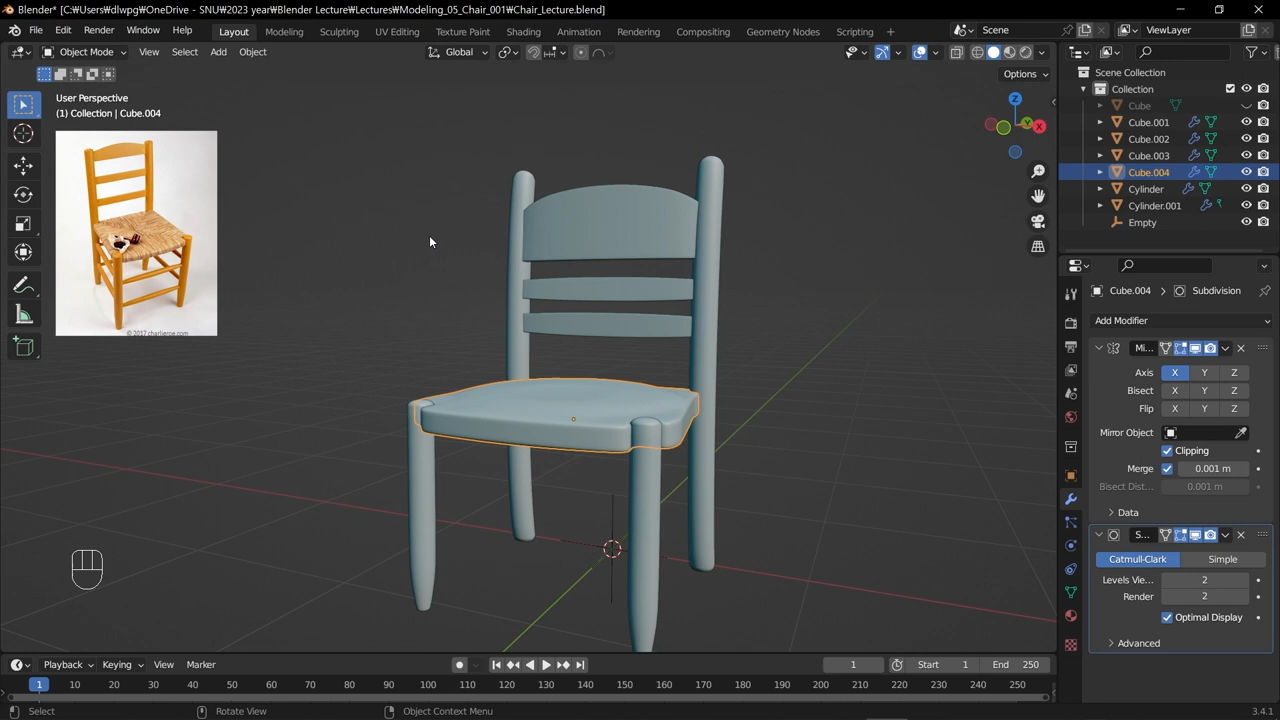 Blender* [C:₩Users₩dlwpg₩OneDrive - SNU₩2023 year₩Blender Lecture₩Lectures₩Modeling_05_Chair_001₩Chair_Lecture.blend]
File Edit Render Window Help Layout Modeling Sculpting UV Editing Texture Paint Shading Animation Rendering Compositing Geometry Nodes Scripting + Scene ViewLayer
Object Mode View Select Add Object Global
Options
User Perspective
(1) Collection | Cube.004
© 2017 charlieroe.com
Z
Y
X
Scene Collection
Collection
Cube
Cube.001
Cube.002
Cube.003
Cube.004
Cylinder
Cylinder.001
Empty
Cube.004 > Subdivision
Add Modifier
Mi...
Axis X Y Z
Bisect X Y Z
Flip X Y Z
Mirror Object
Clipping
Merge 0.001 m
Bisect Dist... 0.001 m
Data
S...
Catmull-Clark Simple
Levels Vie... 2
Render 2
Optimal Display
Advanced
Playback Keying View Marker 1 Start 1 End 250
1 10 20 30 40 50 60 70 80 90 100 110 120 130 140 150 160 170 180 190 200 210 220 230 240 250
Select Rotate View Object Context Menu 3.4.1